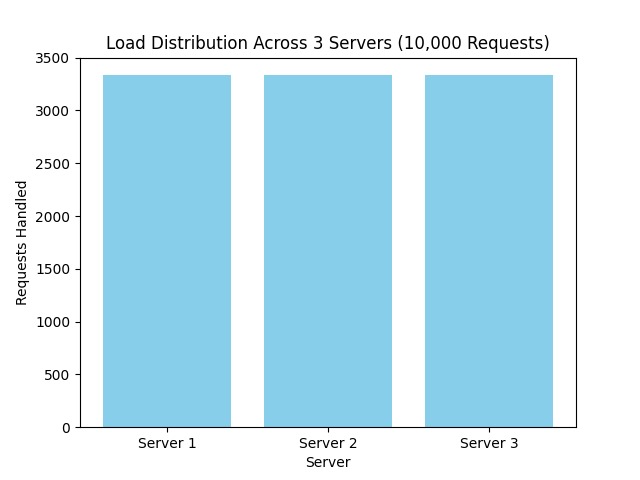 Load Distribution Across 3 Servers (10,000 Requests)
3500
3000
2500
2000
1500
1000
500
0
Requests Handled
Server 1 Server 2 Server 3
Server